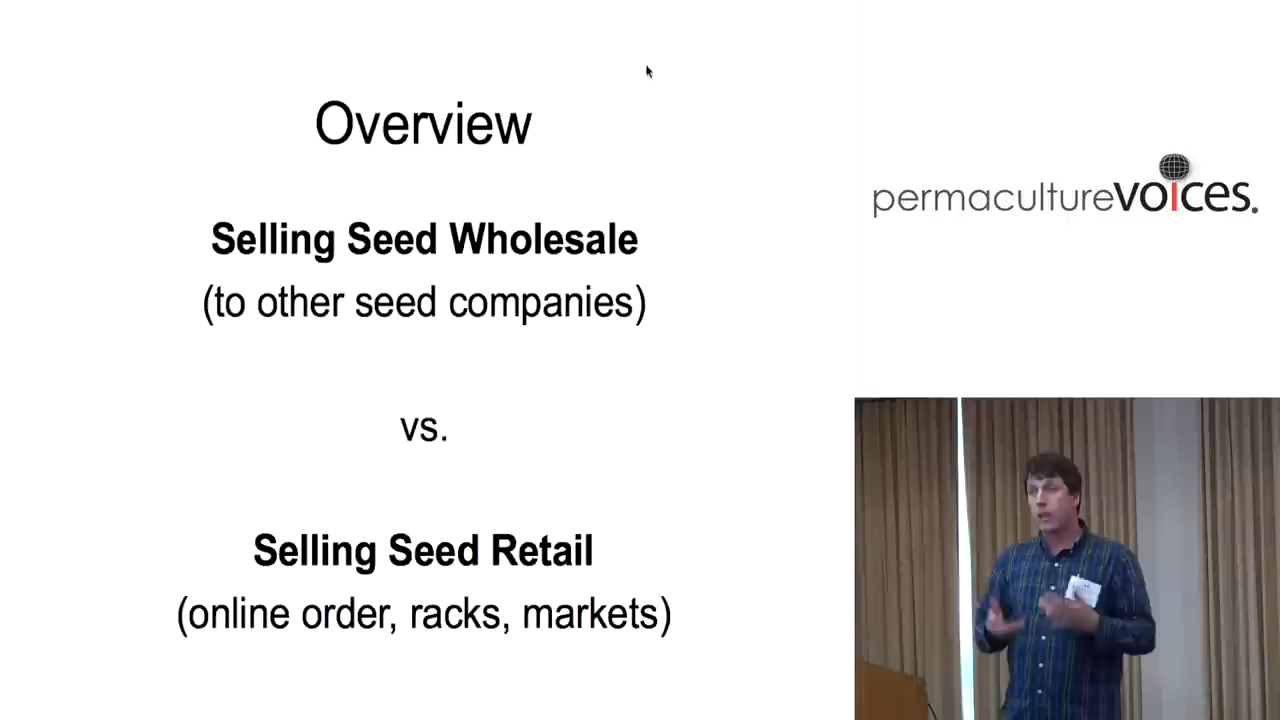 Overview
Selling Seed Wholesale
(to other seed companies)
vs.
Selling Seed Retail
(online order, racks, markets)
permaculturevoices.